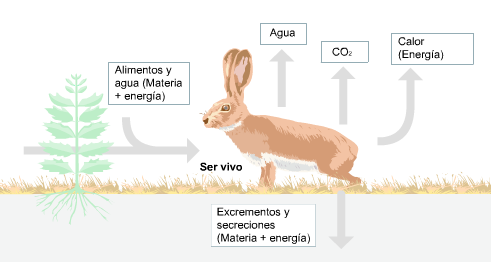 Agua
CO₂
Calor
(Energía)
Alimentos y
agua (Materia
+ energía)
Ser vivo
Excrementos y
secreciones
(Materia + energía)